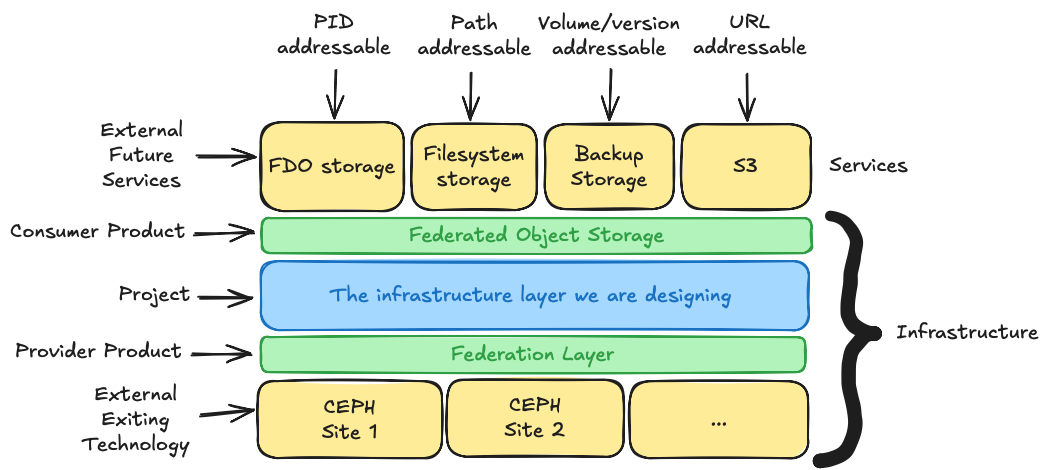 PID
addressable
Path
addressable
Volume/version
addressable
URL
addressable
External
Future
Services
FDO storage
Filesystem
storage
Backup
Storage
S3
Services
Consumer Product
Federated Object Storage
Project
The infrastructure layer we are designing
Infrastructure
Provider Product
Federation Layer
External
Exiting
Technology
CEPH
Site 1
CEPH
Site 2
...